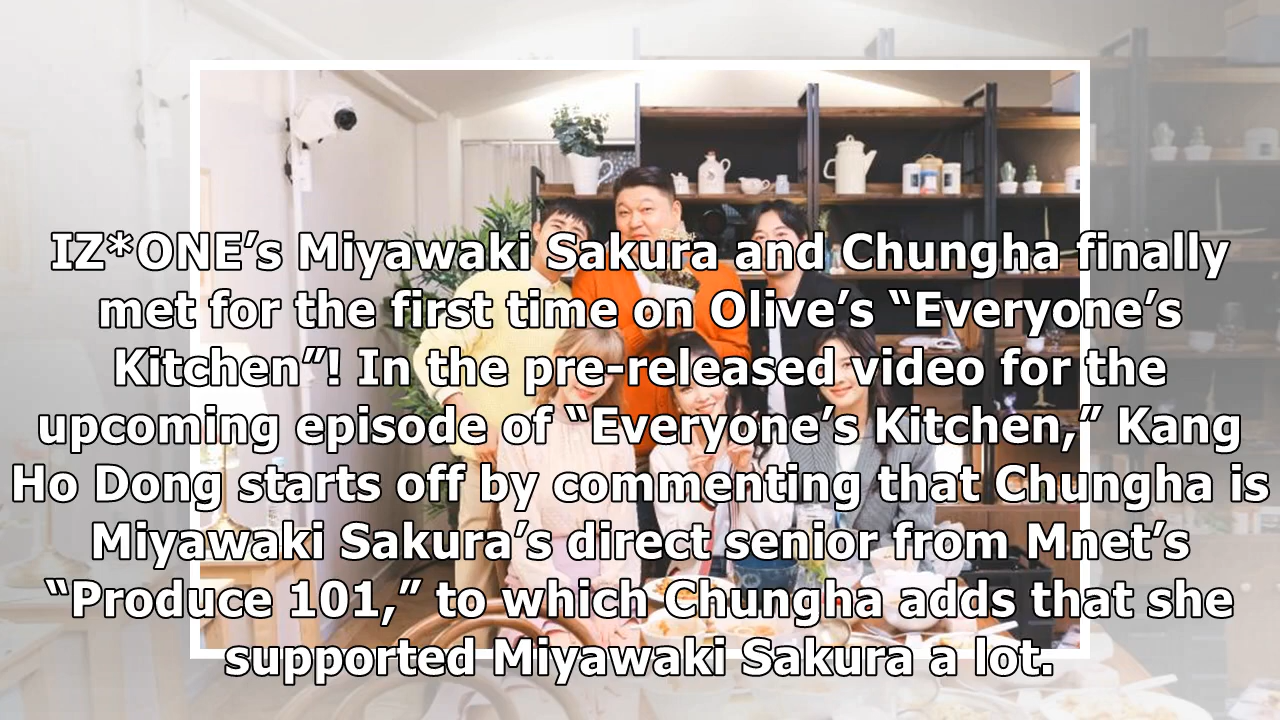 IZ*ONE’s Miyawaki Sakura and Chungha finally
met for the first time on Olive’s “Everyone’s
Kitchen”! In the pre-released video for the
upcoming episode of “Everyone’s Kitchen,” Kang
Ho Dong starts off by commenting that Chungha is
Miyawaki Sakura’s direct senior from Mnet’s
“Produce 101,” to which Chungha adds that she
supported Miyawaki Sakura a lot.